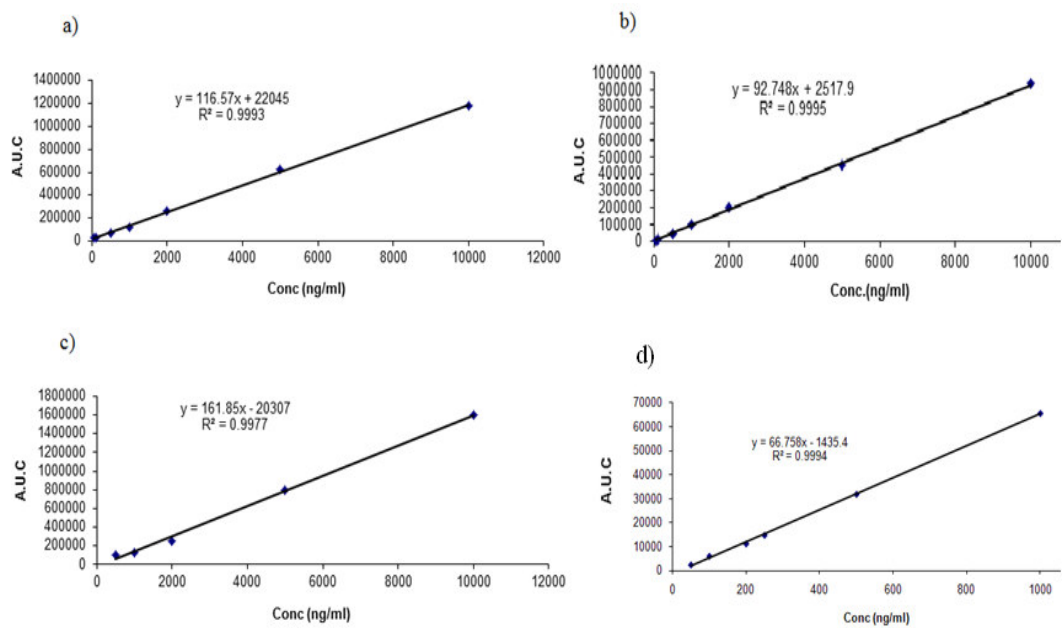 a)
1400000
1200000
1000000
800000
600000
400000
200000
0
A.U.C
y = 116.57x + 22045
R² = 0.9993
0 2000 4000 6000 8000 10000 12000
Conc (ng/ml)
b)
1000000
900000
800000
700000
600000
500000
400000
300000
200000
100000
0
A.U.C
y = 92.748x + 2517.9
R² = 0.9995
0 2000 4000 6000 8000 10000
Conc.(ng/ml)
c)
1800000
1600000
1400000
1200000
1000000
800000
600000
400000
200000
0
A.U.C
y = 161.85x - 20307
R² = 0.9977
0 2000 4000 6000 8000 10000 12000
Conc (ng/ml)
d)
70000
60000
50000
40000
30000
20000
10000
0
A.U.C
y = 66.758x - 1435.4
R² = 0.9994
0 200 400 600 800 1000
Conc (ng/ml)